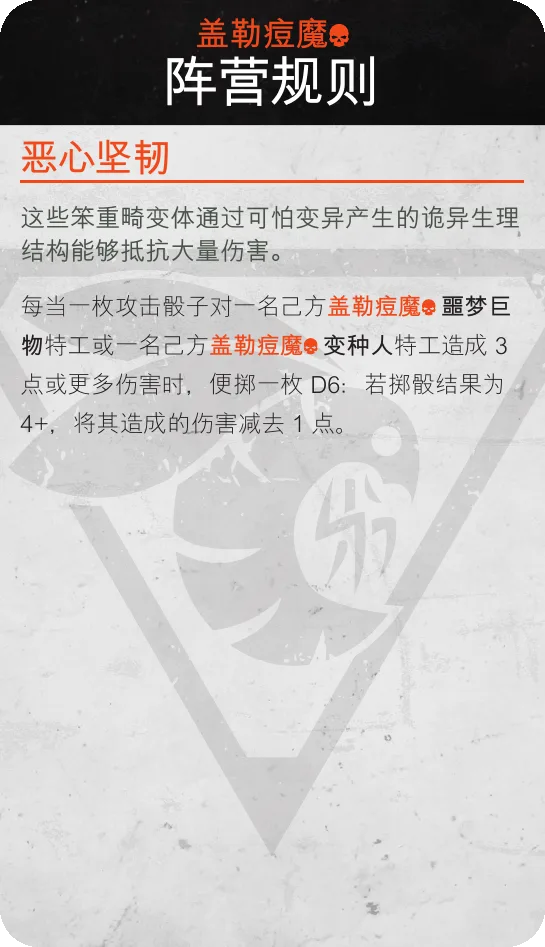 盖勒痘魔
阵营规则
恶心坚韧
这些笨重畸变体通过可怕变异产生的诡异生理
结构能够抵抗大量伤害。
每当一枚攻击骰子对一名己方盖勒痘魔 噩梦巨
物特工或一名己方盖勒痘魔 变种人特工造成 3
点或更多伤害时，便掷一枚 D6：若掷骰结果为
4+，将其造成的伤害减去 1 点。